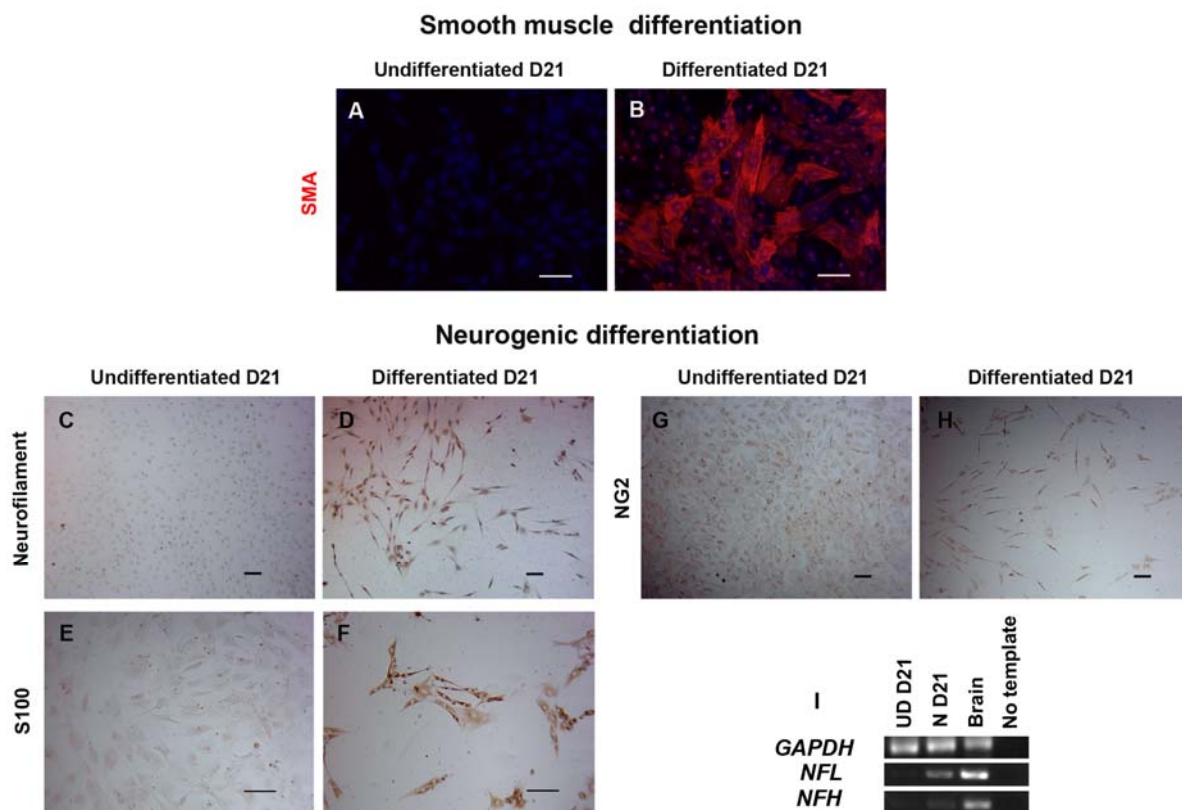 Smooth muscle differentiation
Undifferentiated D21 Differentiated D21
A B
SMA
Neurogenic differentiation
Undifferentiated D21 Differentiated D21 Undifferentiated D21 Differentiated D21
C D G H
Neurofilament
NG2
E F
S100
I
UD D21
N D21
Brain
No template
GAPDH
NFL
NFH